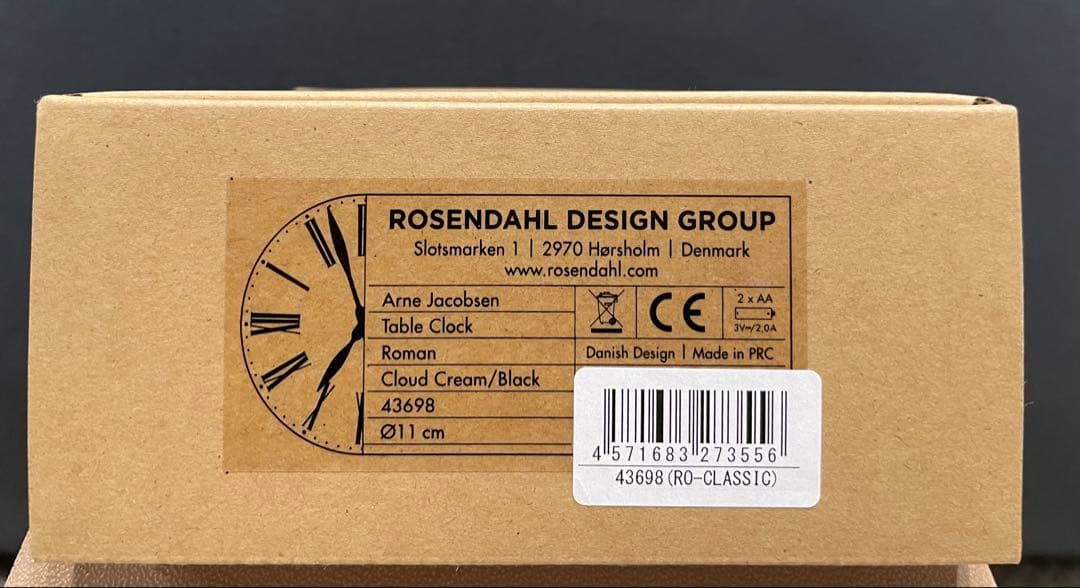 ROSENDAHL DESIGN GROUP
Slotsmarken 1 | 2970 Hørsholm | Denmark
www.rosendahl.com
Arne Jacobsen
Table Clock
Roman
Cloud Cream/Black
43698
Ø11 cm
CE
2 x AA
3V⎓/2,0A
Danish Design | Made in PRC
4 571683 273556
43698(RO-CLASSIC)